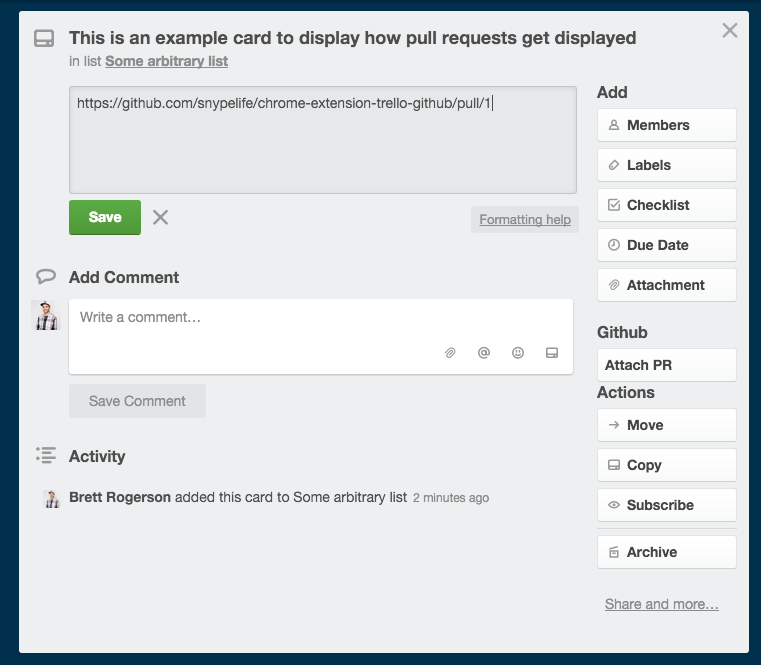 This is an example card to display how pull requests get displayed
in list Some arbitrary list
https://github.com/snypelife/chrome-extension-trello-github/pull/1
Save
Formatting help
Add Comment
Write a comment…
Save Comment
Activity
Brett Rogerson added this card to Some arbitrary list 2 minutes ago
Add
Members
Labels
Checklist
Due Date
Attachment
Github
Attach PR
Actions
Move
Copy
Subscribe
Archive
Share and more…